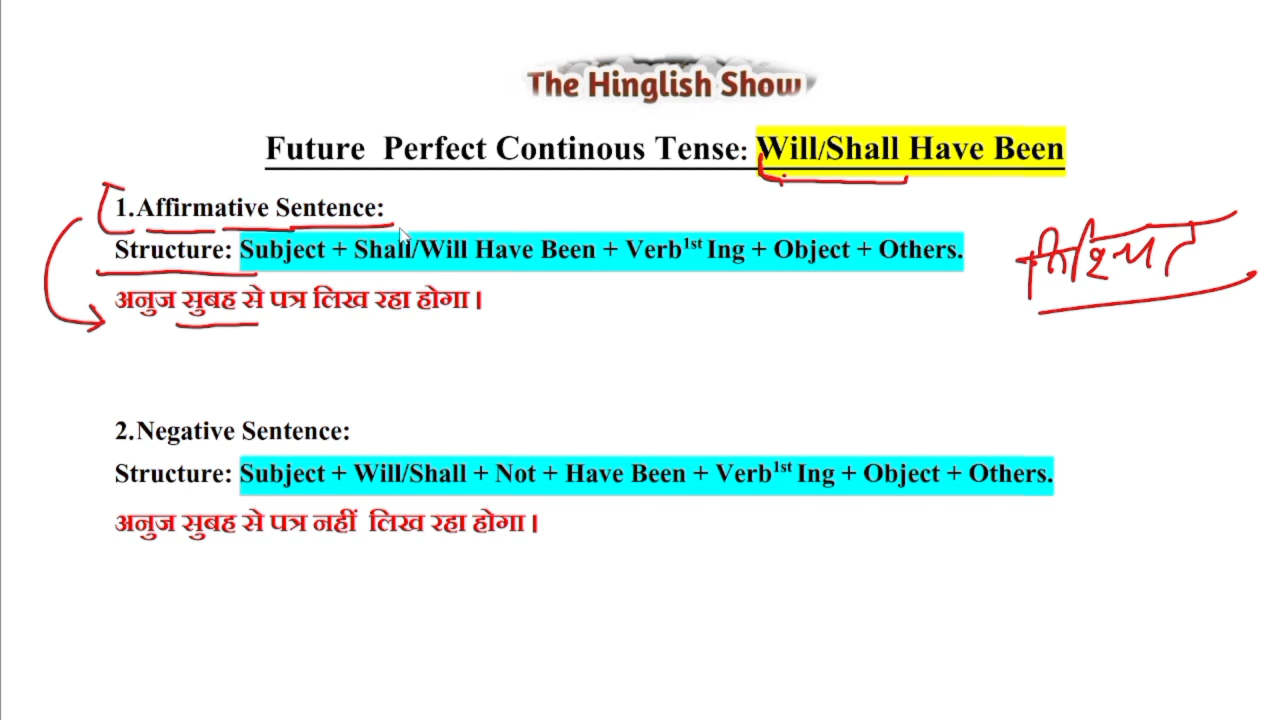 The Hinglish Show
Future Perfect Continous Tense: Will/Shall Have Been
1.Affirmative Sentence:
Structure: Subject + Shall/Will Have Been + Verb1st Ing + Object + Others.
अनुज सुबह से पत्र लिख रहा होगा।
2.Negative Sentence:
Structure: Subject + Will/Shall + Not + Have Been + Verb1st Ing + Object + Others.
अनुज सुबह से पत्र नहीं लिख रहा होगा।